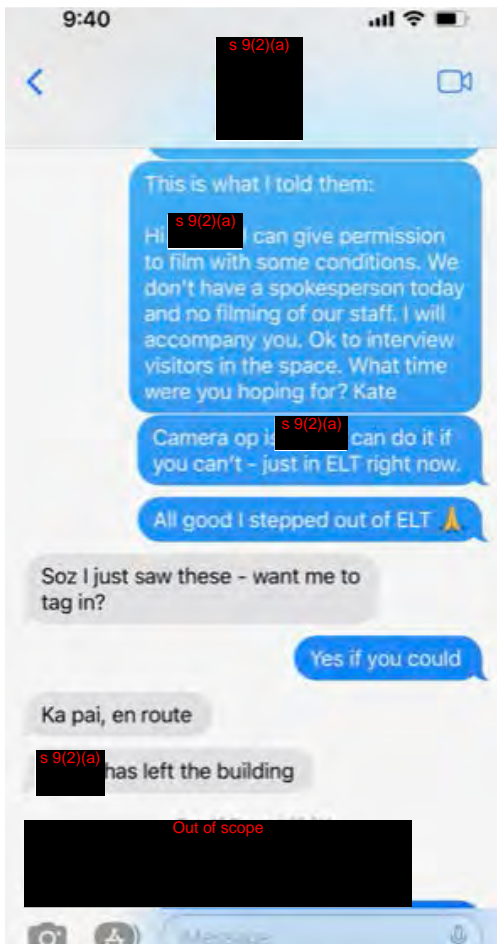 9:40
s 9(2)(a)
This is what I told them:
Hi s 9(2)(a) I can give permission
to film with some conditions. We
don't have a spokesperson today
and no filming of our staff. I will
accompany you. Ok to interview
visitors in the space. What time
were you hoping for? Kate
Camera op is s 9(2)(a) can do it if
you can't - just in ELT right now.
All good I stepped out of ELT 🙏
Soz I just saw these - want me to
tag in?
Yes if you could
Ka pai, en route
s 9(2)(a) has left the building
Out of scope
iMessage